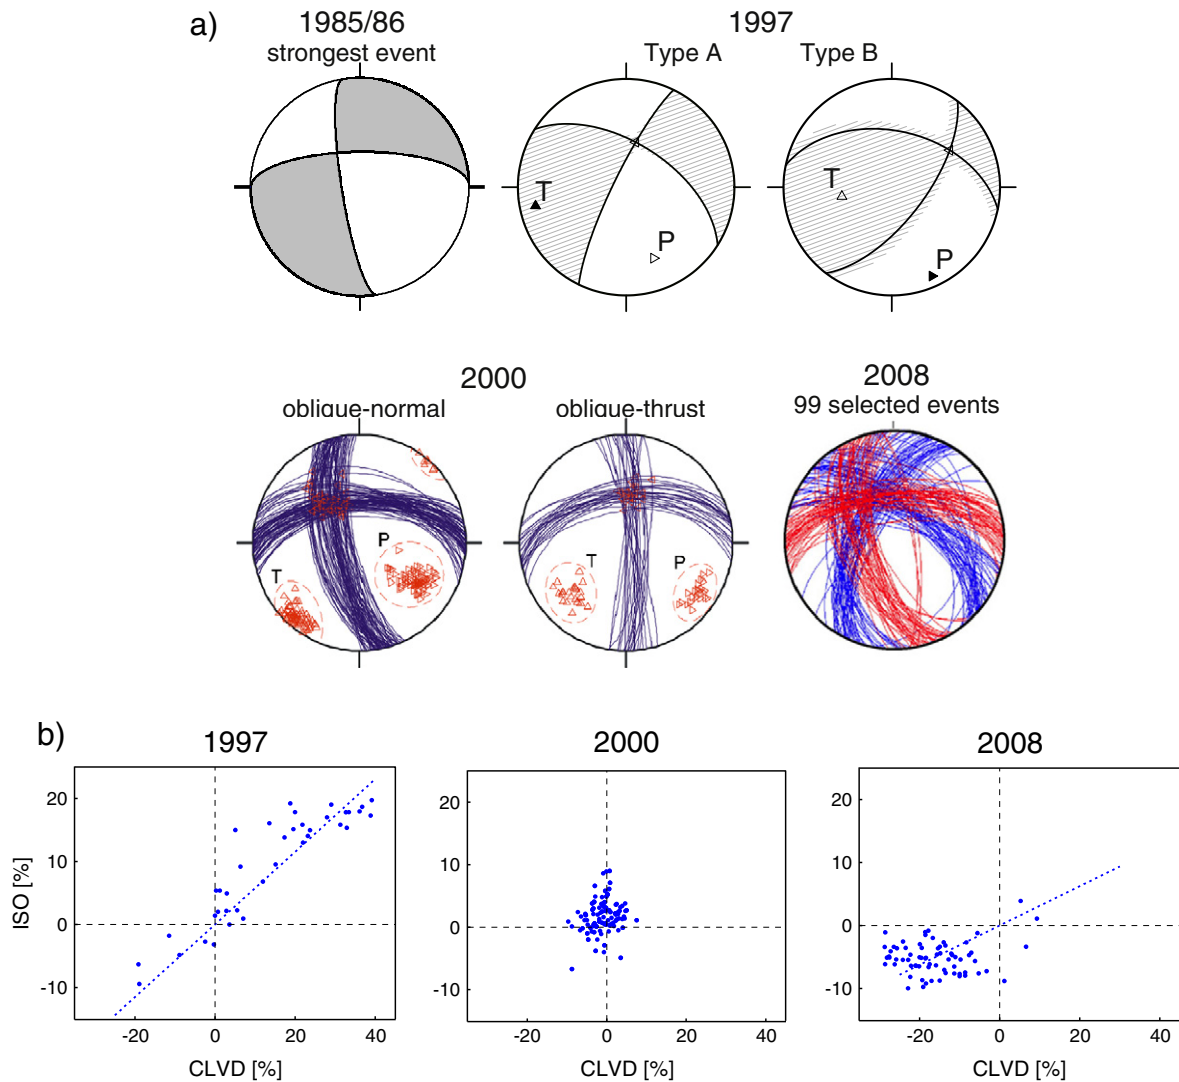 a)
1985/86
strongest event
1997
Type A
Type B
T
P
T
P
2000
oblique-normal
oblique-thrust
2008
99 selected events
P
T
T
P
b)
1997
2000
2008
ISO [%]
20
10
0
-10
20
10
0
-10
20
10
0
-10
-20 0 20 40
-20 0 20 40
-20 0 20 40
CLVD [%]
CLVD [%]
CLVD [%]